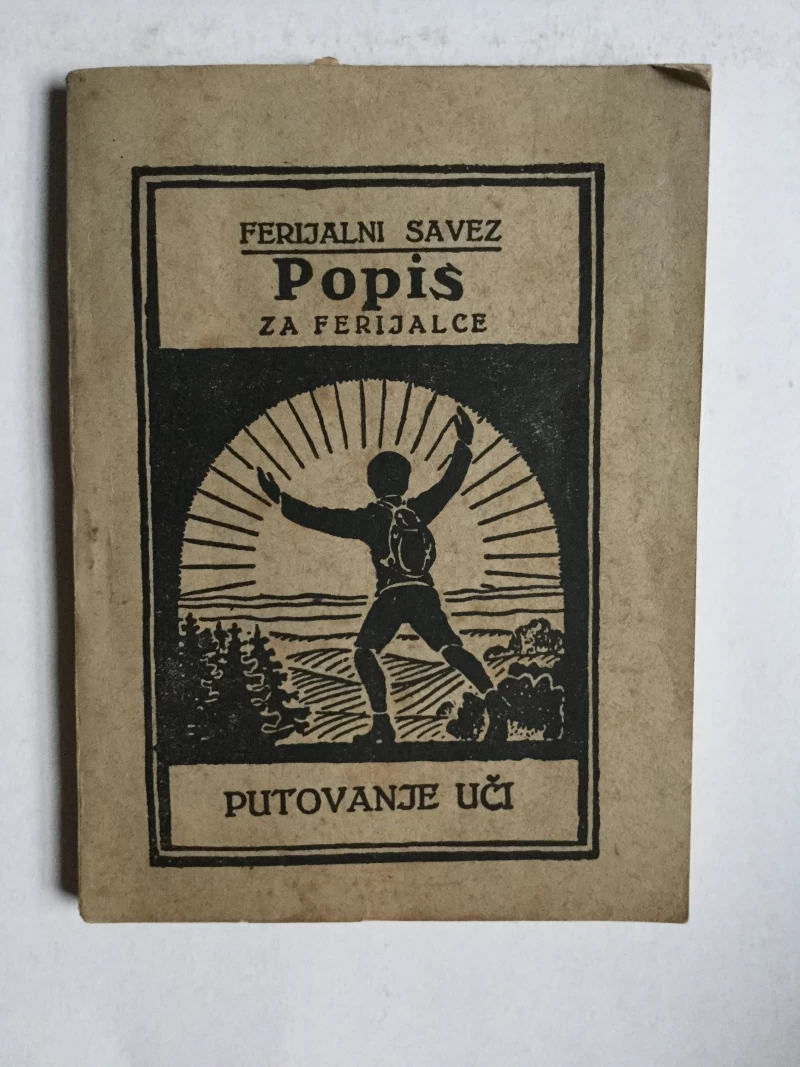 FERIJALNI SAVEZ
Popis
ZA FERIJALCE
PUTOVANJE UČI